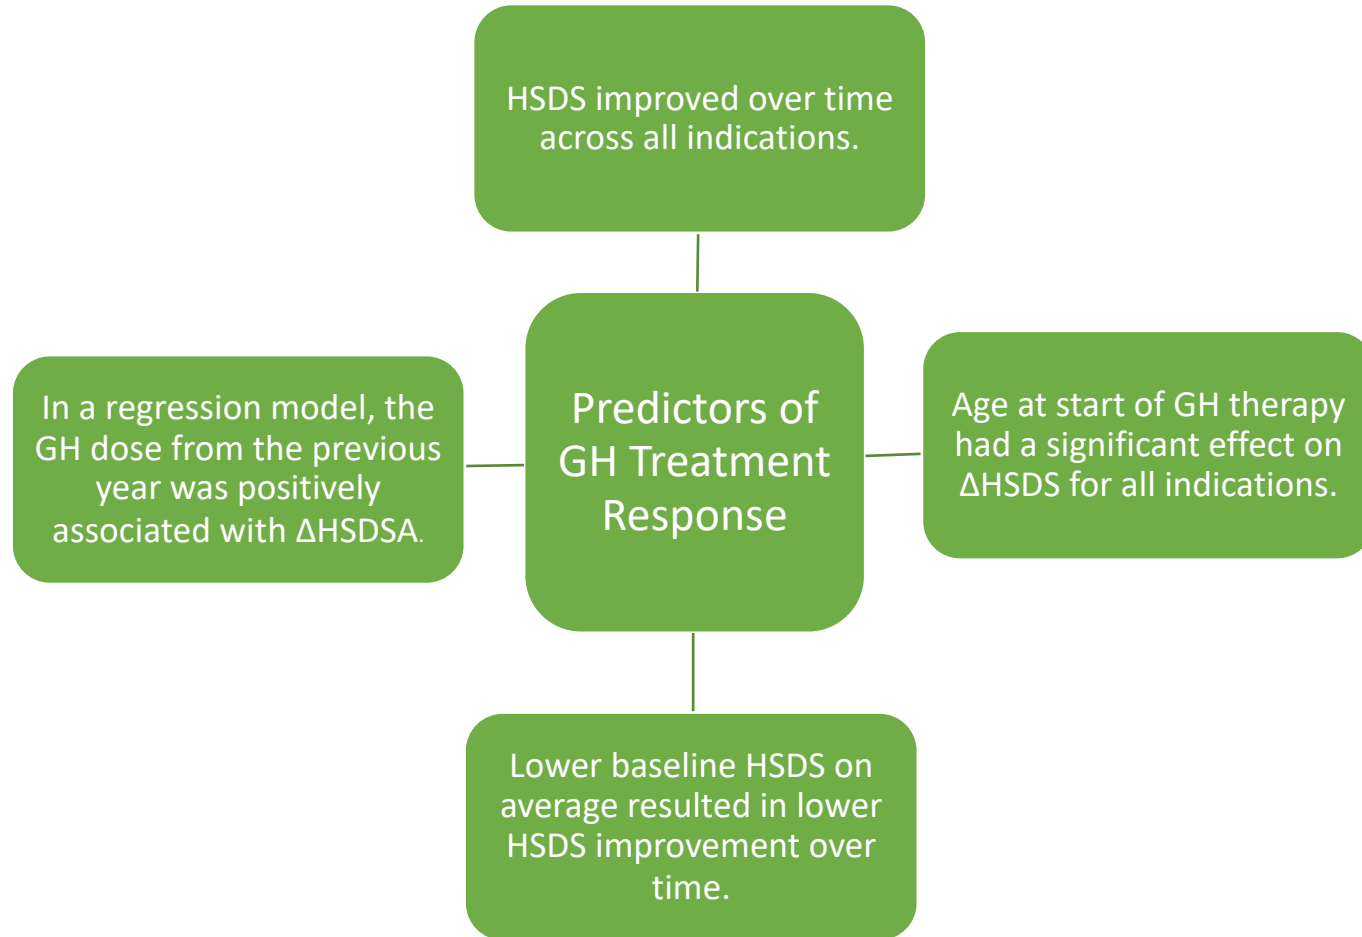 HSDS improved over time
across all indications.
In a regression model, the
GH dose from the previous
year was positively
associated with ΔHSDSA.
Predictors of
GH Treatment
Response
Age at start of GH therapy
had a significant effect on
ΔHSDS for all indications.
Lower baseline HSDS on
average resulted in lower
HSDS improvement over
time.